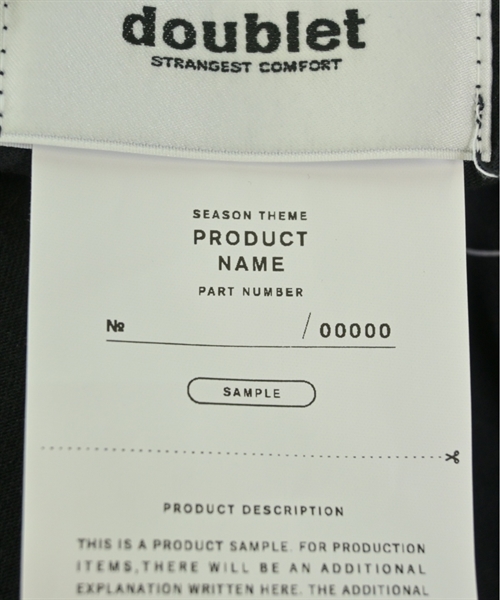 doublet
STRANGEST COMFORT
SEASON THEME
PRODUCT
NAME
PART NUMBER
№ / 00000
SAMPLE
PRODUCT DESCRIPTION
THIS IS A PRODUCT SAMPLE. FOR PRODUCTION
ITEMS, THERE WILL BE AN ADDITIONAL
EXPLANATION WRITTEN HERE. THE ADDITIONAL